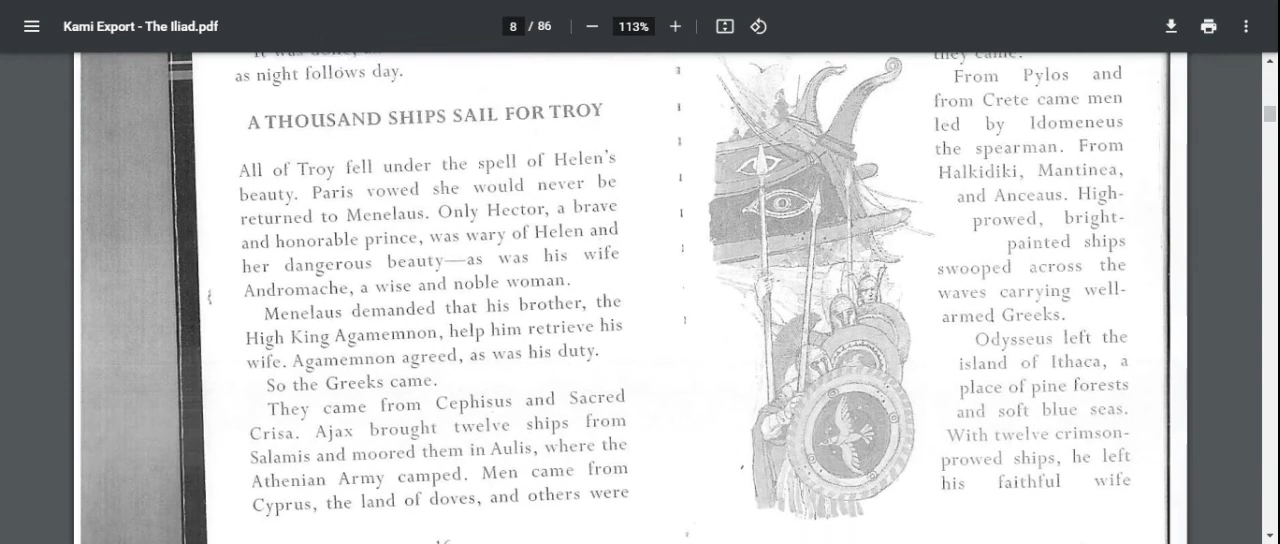 Kami Export - The Iliad.pdf
8 / 86
113%
as night follows day.
A THOUSAND SHIPS SAIL FOR TROY
All of Troy fell under the spell of Helen's
beauty. Paris vowed she would never be
returned to Menelaus. Only Hector, a brave
and honorable prince, was wary of Helen and
her dangerous beauty—as was his wife
Andromache, a wise and noble woman.
Menelaus demanded that his brother, the
High King Agamemnon, help him retrieve his
wife. Agamemnon agreed, as was his duty.
So the Greeks came.
They came from Cephisus and Sacred
Crisa. Ajax brought twelve ships from
Salamis and moored them in Aulis, where the
Athenian Army camped. Men came from
Cyprus, the land of doves, and others were
they came.
From Pylos and
from Crete came men
led by Idomeneus
the spearman. From
Halkidiki, Mantinea,
and Anceaus. High-
prowed, bright-
painted ships
swooped across the
waves carrying well-
armed Greeks.
Odysseus left the
island of Ithaca, a
place of pine forests
and soft blue seas.
With twelve crimson-
prowed ships, he left
his faithful wife